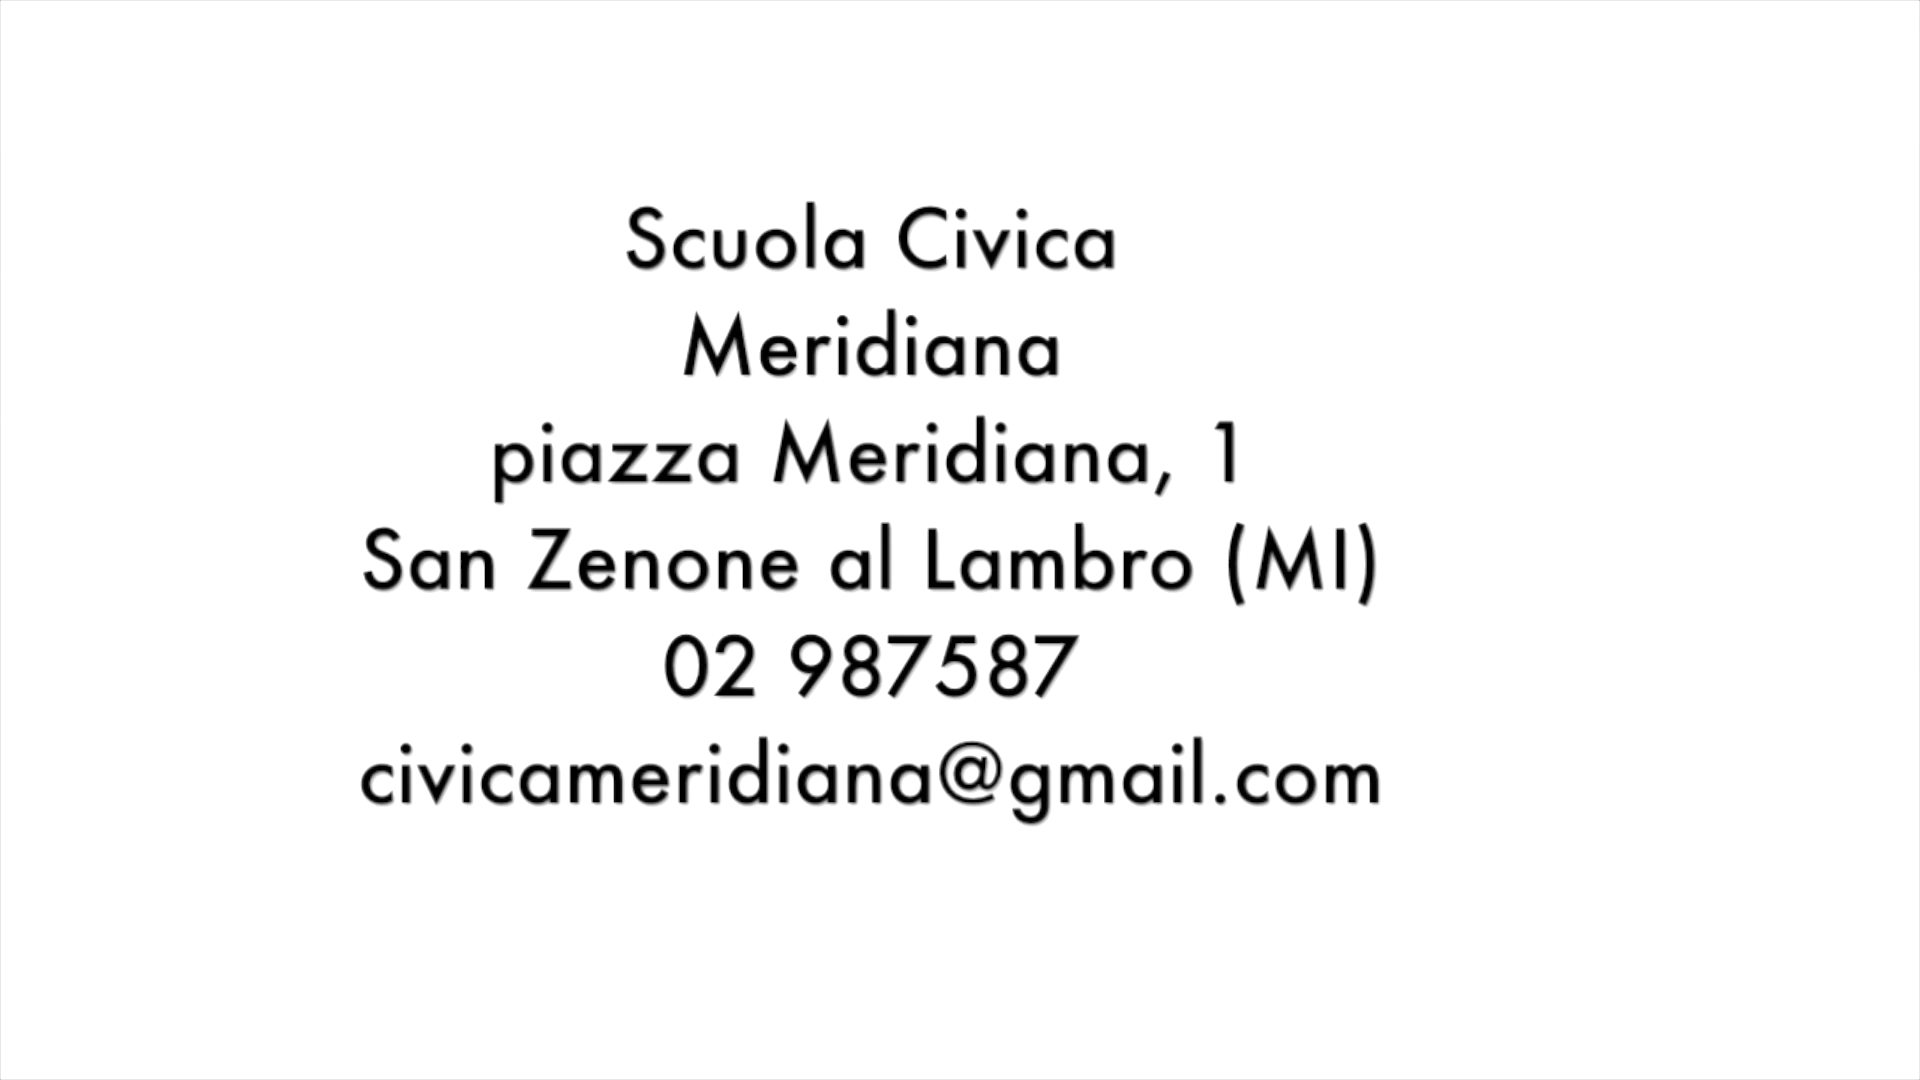 Scuola Civica
Meridiana
piazza Meridiana, 1
San Zenone al Lambro (MI)
02 987587
civicameridiana@gmail.com